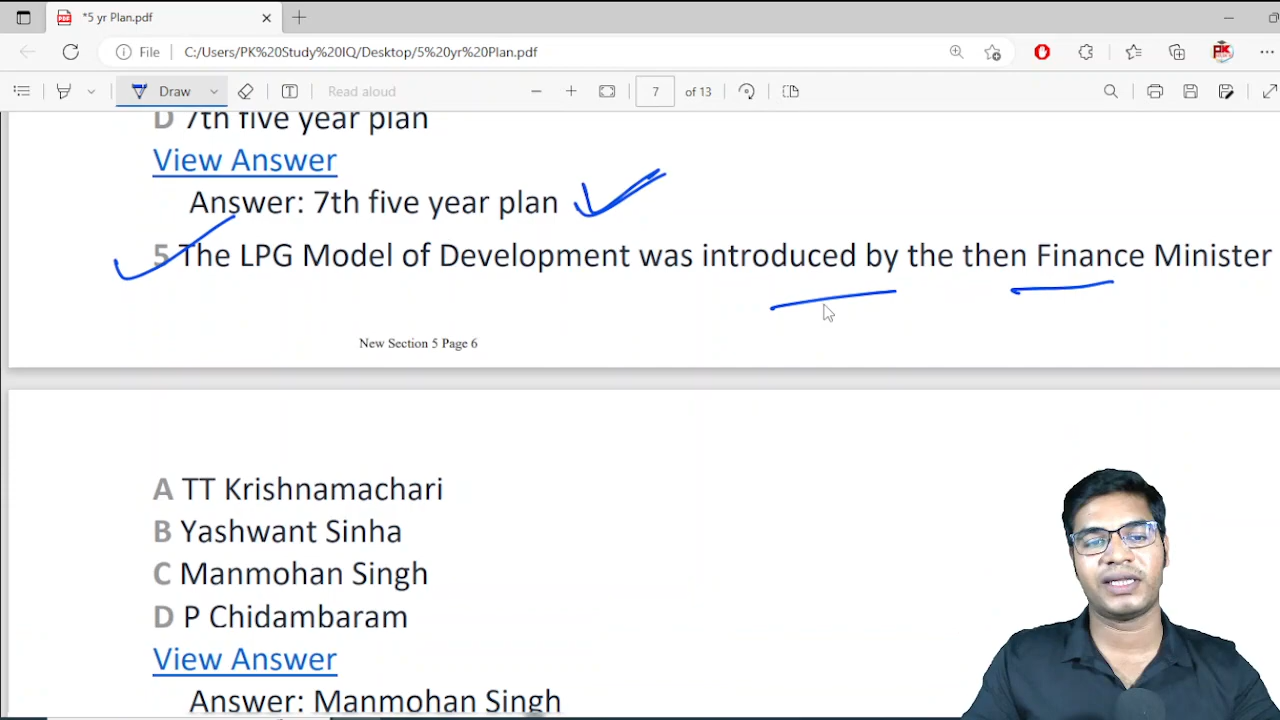 *5 yr Plan.pdf
File | C:/Users/PK%20Study%20IQ/Desktop/5%20yr%20Plan.pdf
Draw
Read aloud
7 of 13
D 7th five year plan
View Answer
Answer: 7th five year plan
5 The LPG Model of Development was introduced by the then Finance Minister
New Section 5 Page 6
A TT Krishnamachari
B Yashwant Sinha
C Manmohan Singh
D P Chidambaram
View Answer
Answer: Manmohan Singh